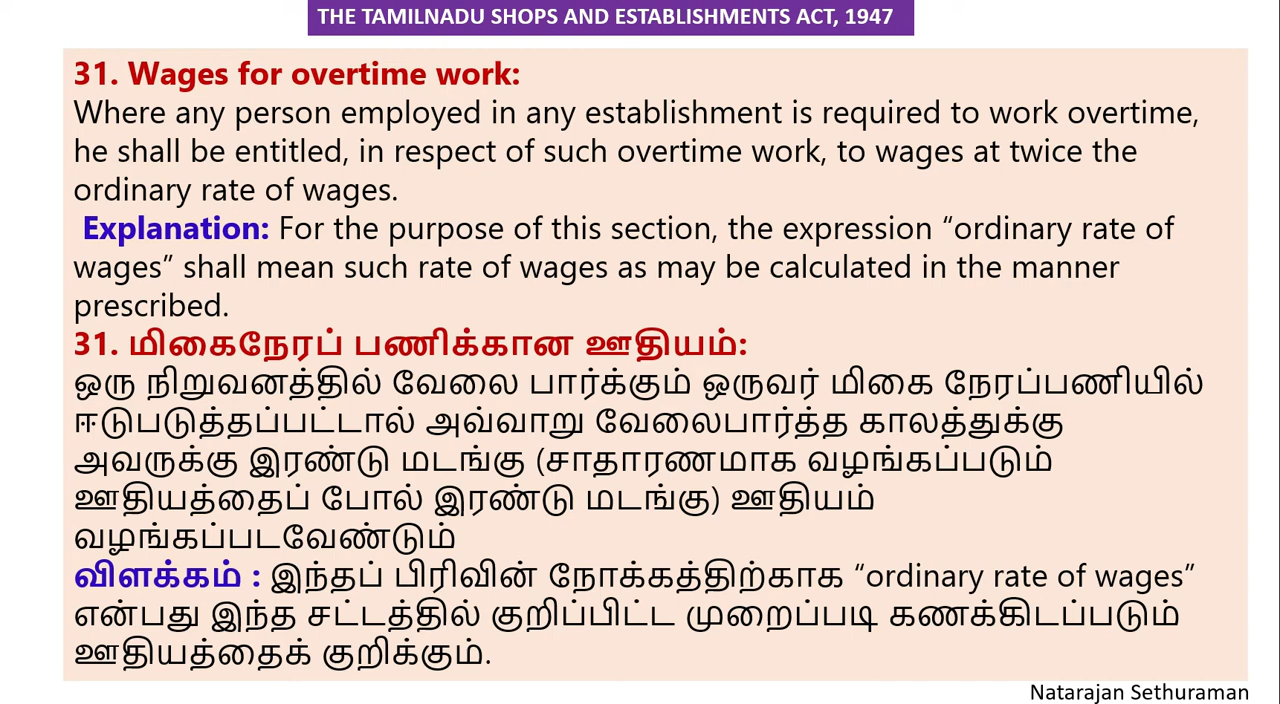 THE TAMILNADU SHOPS AND ESTABLISHMENTS ACT, 1947
31. Wages for overtime work:
Where any person employed in any establishment is required to work overtime,
he shall be entitled, in respect of such overtime work, to wages at twice the
ordinary rate of wages.
Explanation: For the purpose of this section, the expression “ordinary rate of
wages” shall mean such rate of wages as may be calculated in the manner
prescribed.
31. மிகைநேரப் பணிக்கான ஊதியம்:
ஒரு நிறுவனத்தில் வேலை பார்க்கும் ஒருவர் மிகை நேரப்பணியில்
ஈடுபடுத்தப்பட்டால் அவ்வாறு வேலைபார்த்த காலத்துக்கு
அவருக்கு இரண்டு மடங்கு (சாதாரணமாக வழங்கப்படும்
ஊதியத்தைப் போல் இரண்டு மடங்கு) ஊதியம்
வழங்கப்படவேண்டும்
விளக்கம் : இந்தப் பிரிவின் நோக்கத்திற்காக “ordinary rate of wages”
என்பது இந்த சட்டத்தில் குறிப்பிட்ட முறைப்படி கணக்கிடப்படும்
ஊதியத்தைக் குறிக்கும்.
Natarajan Sethuraman